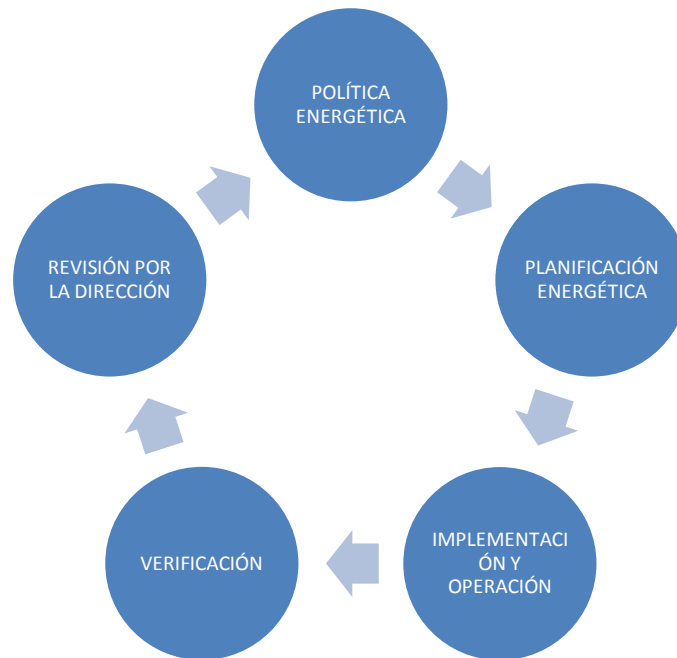 POLÍTICA
ENERGÉTICA
PLANIFICACIÓN
ENERGÉTICA
IMPLEMENTACI
ÓN Y
OPERACIÓN
VERIFICACIÓN
REVISIÓN POR
LA DIRECCIÓN